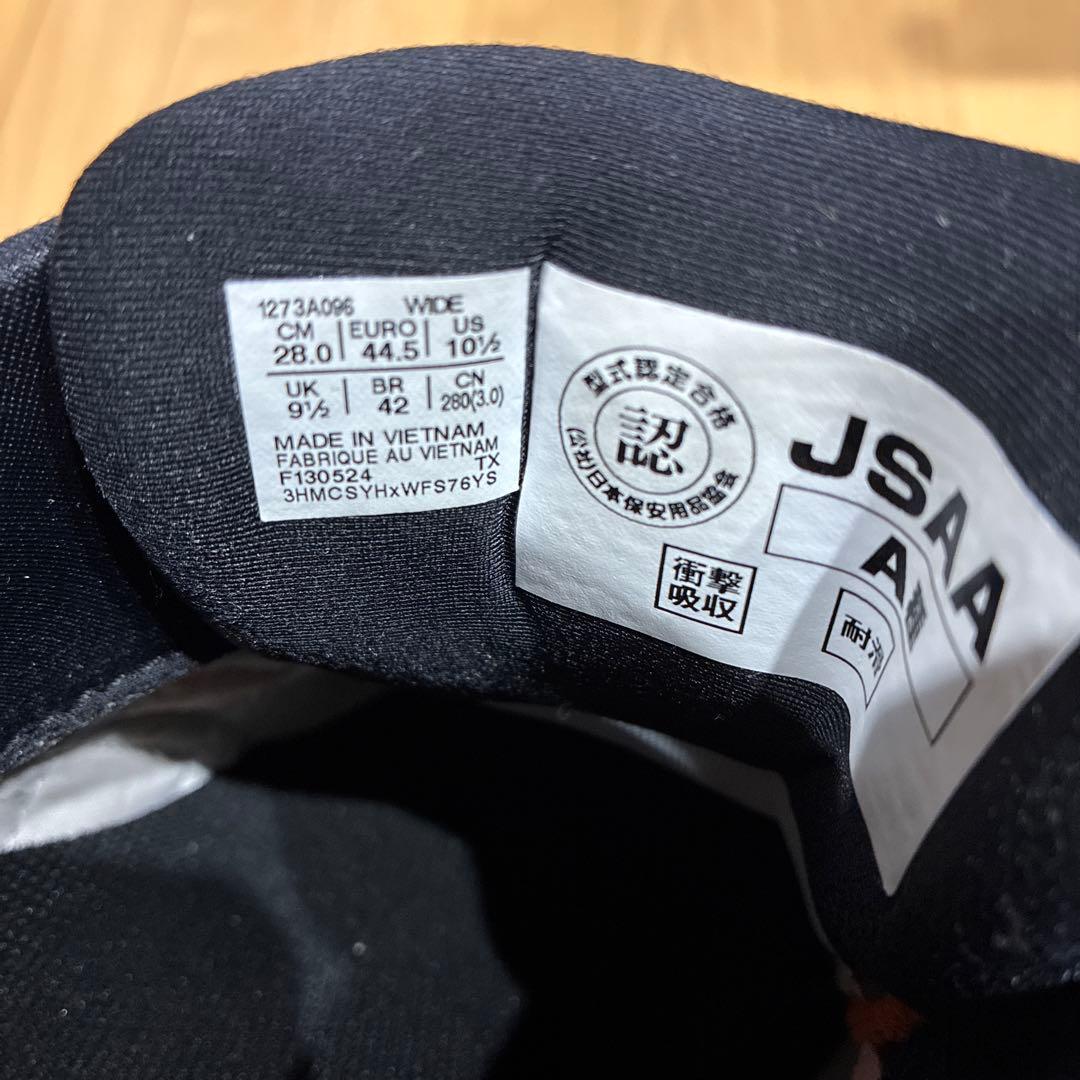 1273A096 WIDE
CM EURO US
28.0 44.5 10½
UK BR CN
9½ 42 280(3.0)
MADE IN VIETNAM
FABRIQUE AU VIETNAM
F130524 TX
3HMCSYHxWFS76YS
型式認定合格
認
(公社)日本保安用品協会
JSAA
A種
衝撃
吸収
耐滑